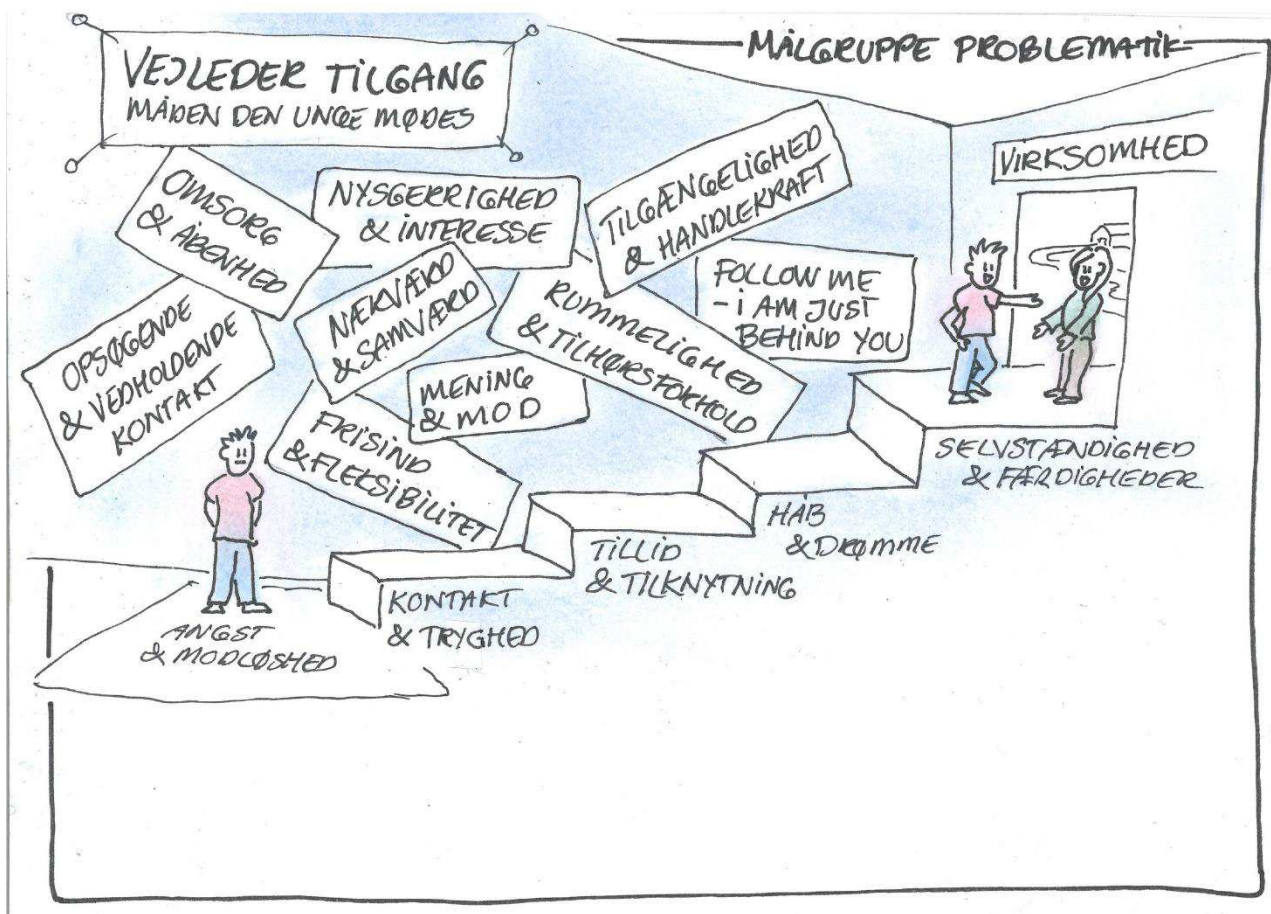 MÅLGRUPPE PROBLEMATIK
VEJLEDER TILGANG
MÅDEN DEN UNGE MØDES
VIRKSOMHED
OMSORG
& ÅBENHED
NYSGERRIGHED
& INTERESSE
TILGÆNGELIGHED
& HANDLEKRAFT
OPSØGENDE
& VEDHOLDENDE
KONTAKT
NÆRVÆRD
& SAMVÆRD
RUMMELIGHED
& TILHØRSFORHOLD
FOLLOW ME
- I AM JUST
BEHIND YOU
MENING
& MOD
FRISIND
& FLEKSIBILITET
ANGST
& MODLØSHED
KONTAKT
& TRYGHED
TILLID
& TILKNYTNING
HÅB
& DRØMME
SELVSTÆNDIGHED
& FÆRDIGHEDER